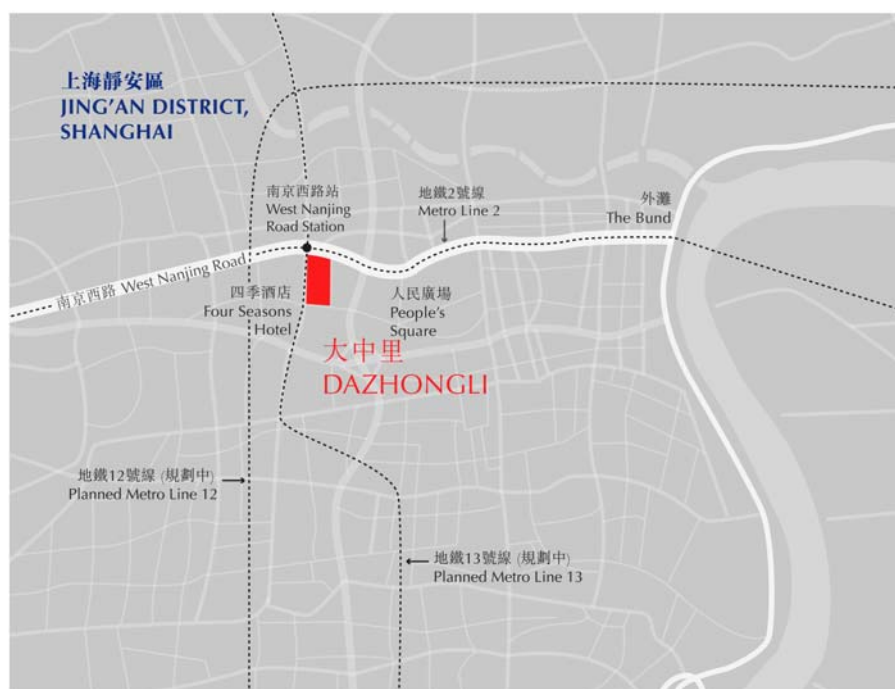 上海靜安區
JING'AN DISTRICT,
SHANGHAI
南京西路站
West Nanjing
Road Station
地鐵2號線
Metro Line 2
外灘
The Bund
南京西路 West Nanjing Road
四季酒店
Four Seasons
Hotel
人民廣場
People's
Square
大中里
DAZHONGLI
地鐵12號線 (規劃中)
Planned Metro Line 12
地鐵13號線 (規劃中)
Planned Metro Line 13